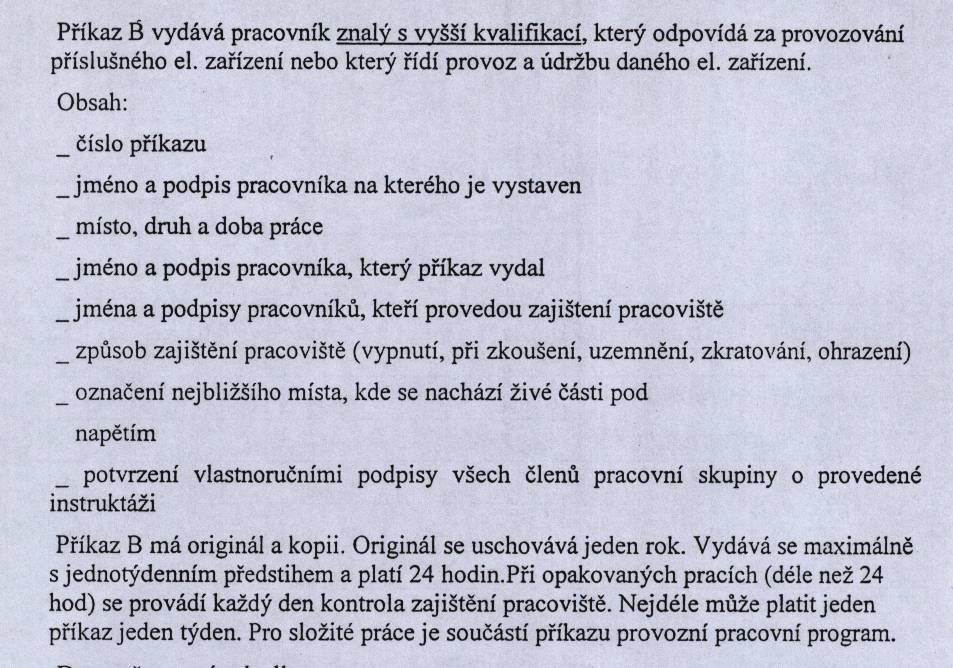 Příkaz B vydává pracovník znalý s vyšší kvalifikací, který odpovídá za provozování
příslušného el. zařízení nebo který řídí provoz a údržbu daného el. zařízení.
Obsah:
_ číslo příkazu
_ jméno a podpis pracovníka na kterého je vystaven
_ místo, druh a doba práce
_ jméno a podpis pracovníka, který příkaz vydal
_ jména a podpisy pracovníků, kteří provedou zajištení pracoviště
_ způsob zajištění pracoviště (vypnutí, při zkoušení, uzemnění, zkratování, ohrazení)
_ označení nejbližšího místa, kde se nachází živé části pod
napětím
_ potvrzení vlastnoručními podpisy všech členů pracovní skupiny o provedené
instruktáži
Příkaz B má originál a kopii. Originál se uschovává jeden rok. Vydává se maximálně
s jednotýdenním předstihem a platí 24 hodin.Při opakovaných pracích (déle než 24
hod) se provádí každý den kontrola zajištění pracoviště. Nejdéle může platit jeden
příkaz jeden týden. Pro složité práce je součástí příkazu provozní pracovní program.